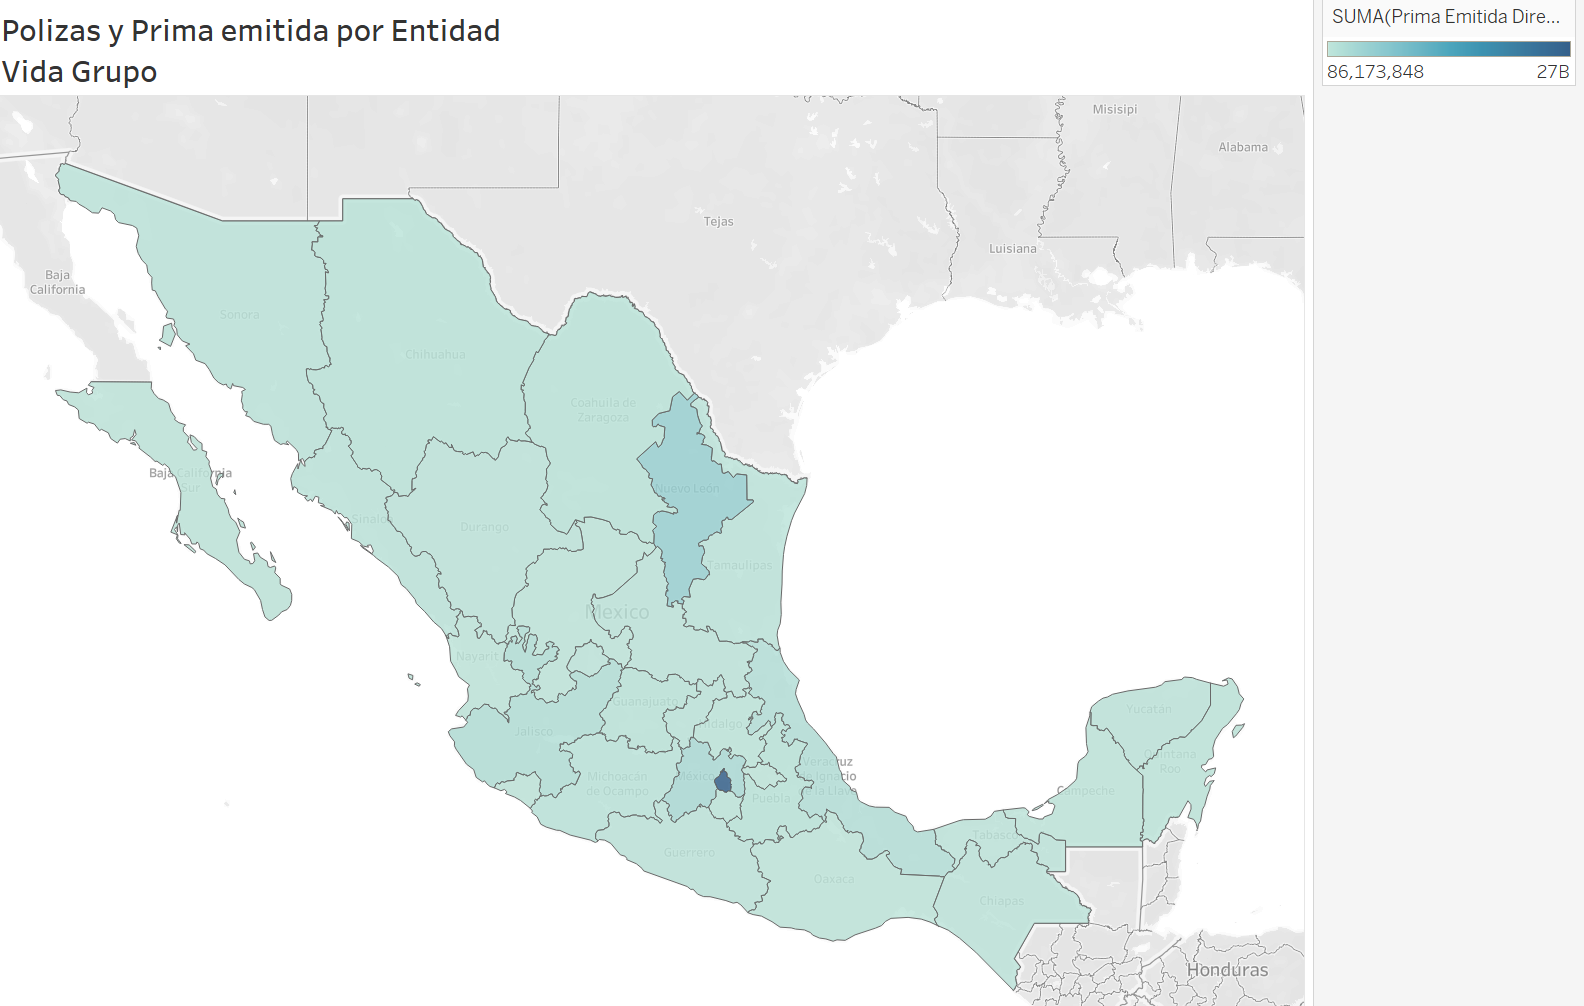 Polizas y Prima emitida por Entidad
Vida Grupo
SUMA(Prima Emitida Dire...
86,173,848
27B
Misisipi
Alabama
Tejas
Luisiana
Baja
California
Sonora
Chihuahua
Coahuila de
Zaragoza
Baja California
Sur
Nuevo León
Sinaloa
Durango
Tamaulipas
Mexico
Nayarit
Guanajuato
Hidalgo
Jalisco
Yucatán
Quintana
Roo
Michoacán
de Ocampo
México
Veracruz
de Ignacio
de la Llave
Puebla
Campeche
Tabasco
Guerrero
Oaxaca
Chiapas
Honduras